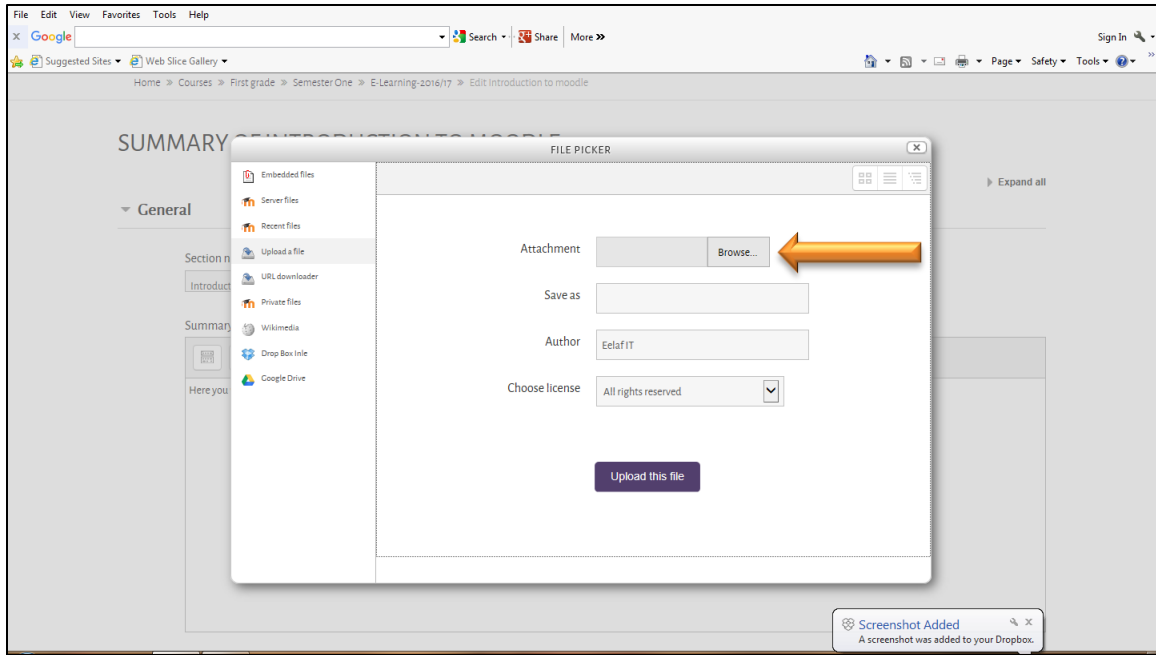 File Edit View Favorites Tools Help
x Google Search Share More »
Sign In
Suggested Sites Web Slice Gallery Page Safety Tools »
Home » Courses » First grade » Semester One » E-Learning-2016/17 » Edit Introduction to moodle
SUMMARY OF INTRODUCTION TO MOODLE
FILE PICKER
x
Expand all
General
Section n
Introduct
Summary
Here you
Embedded files
Server files
Recent files
Upload a file
URL downloader
Private files
Wikimedia
Drop Box Inle
Google Drive
Attachment Browse...
Save as
Author Eelaf IT
Choose license All rights reserved
Upload this file
Screenshot Added
A screenshot was added to your Dropbox.